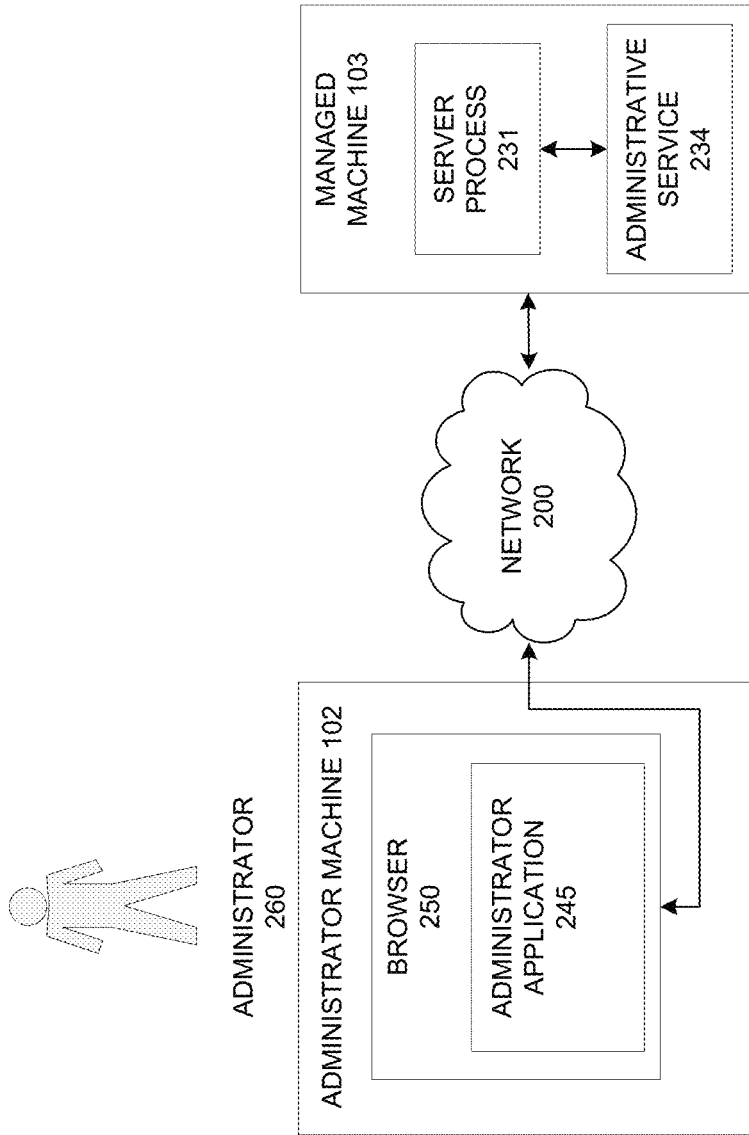 ADMINISTRATOR
260
ADMINISTRATOR MACHINE 102
BROWSER
250
ADMINISTRATOR
APPLICATION
245
NETWORK
200
MANAGED
MACHINE 103
SERVER
PROCESS
231
ADMINISTRATIVE
SERVICE
234